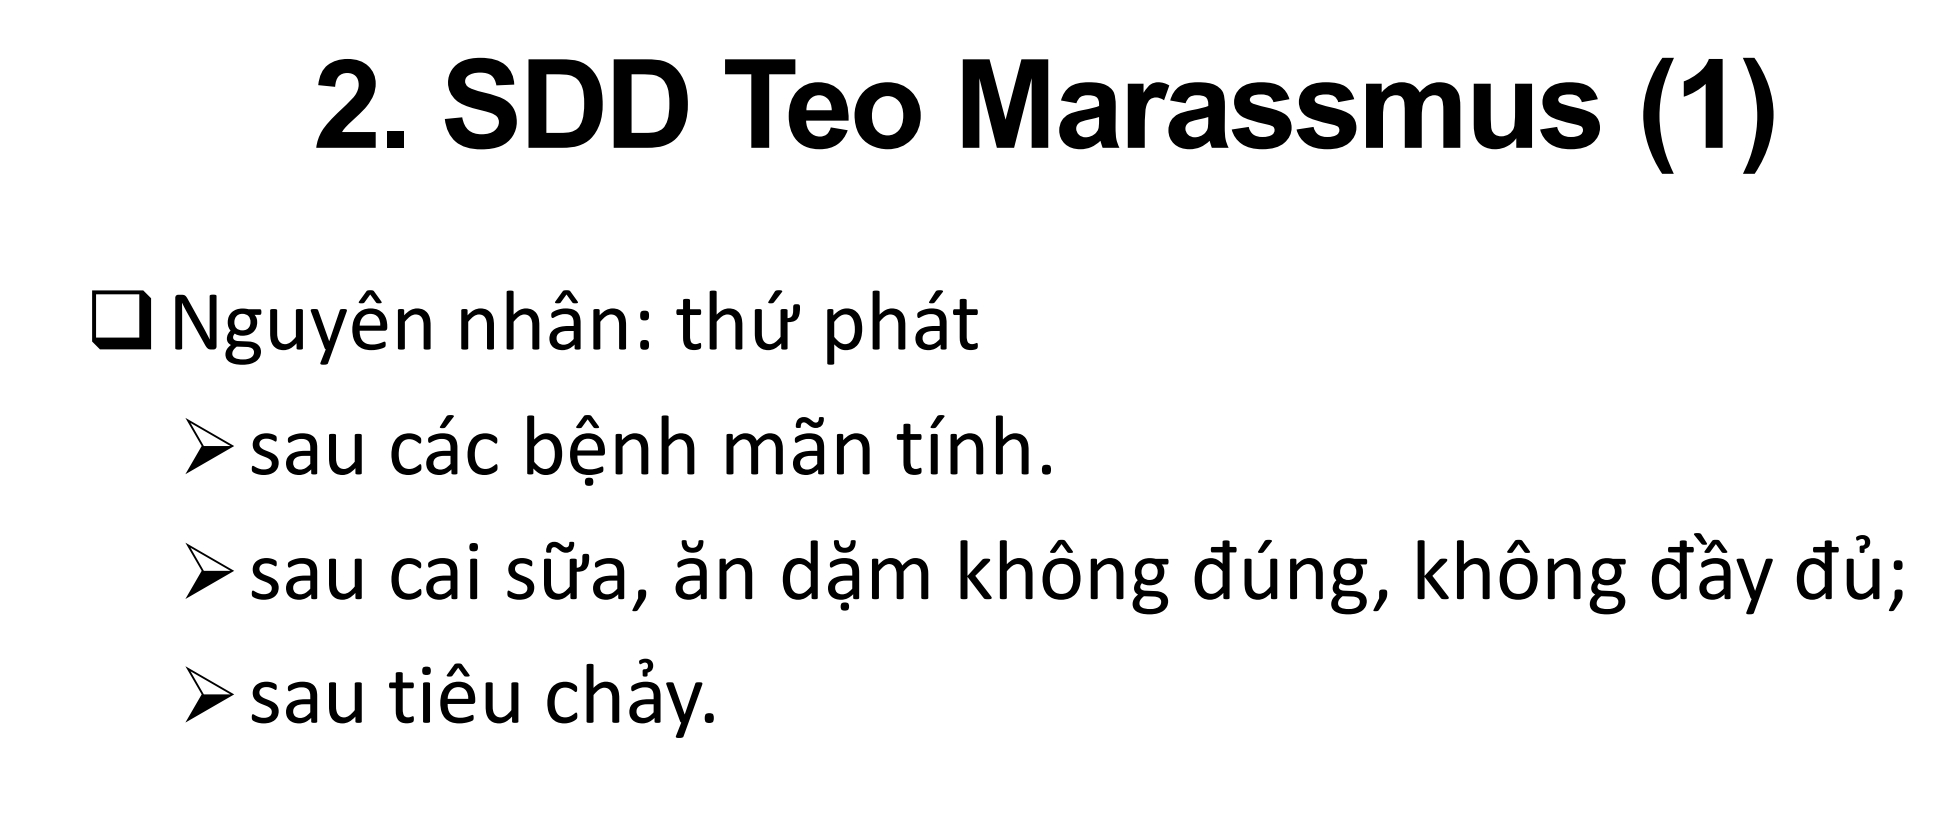 2. SDD Teo Marassmus (1)
❑ Nguyên nhân: thứ phát
➢ sau các bệnh mãn tính.
➢ sau cai sữa, ăn dặm không đúng, không đầy đủ;
➢ sau tiêu chảy.